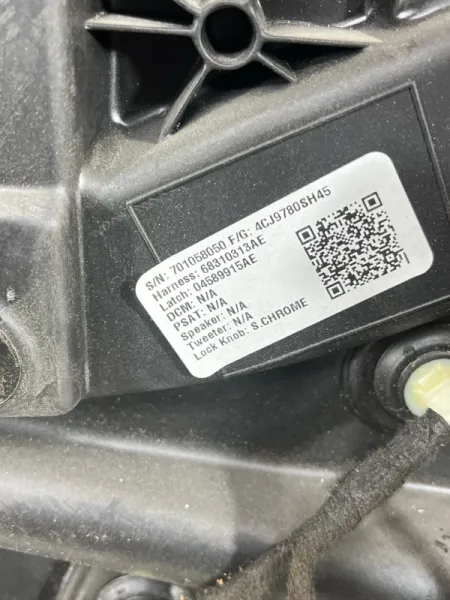 S/N: 701058050 F/G: 4CJ9780SH45
Harness: 68310313AE
Latch: 04589915AE
DCM: N/A
PSAT: N/A
Speaker: N/A
Tweeter: N/A
Lock Knob: S.CHROME